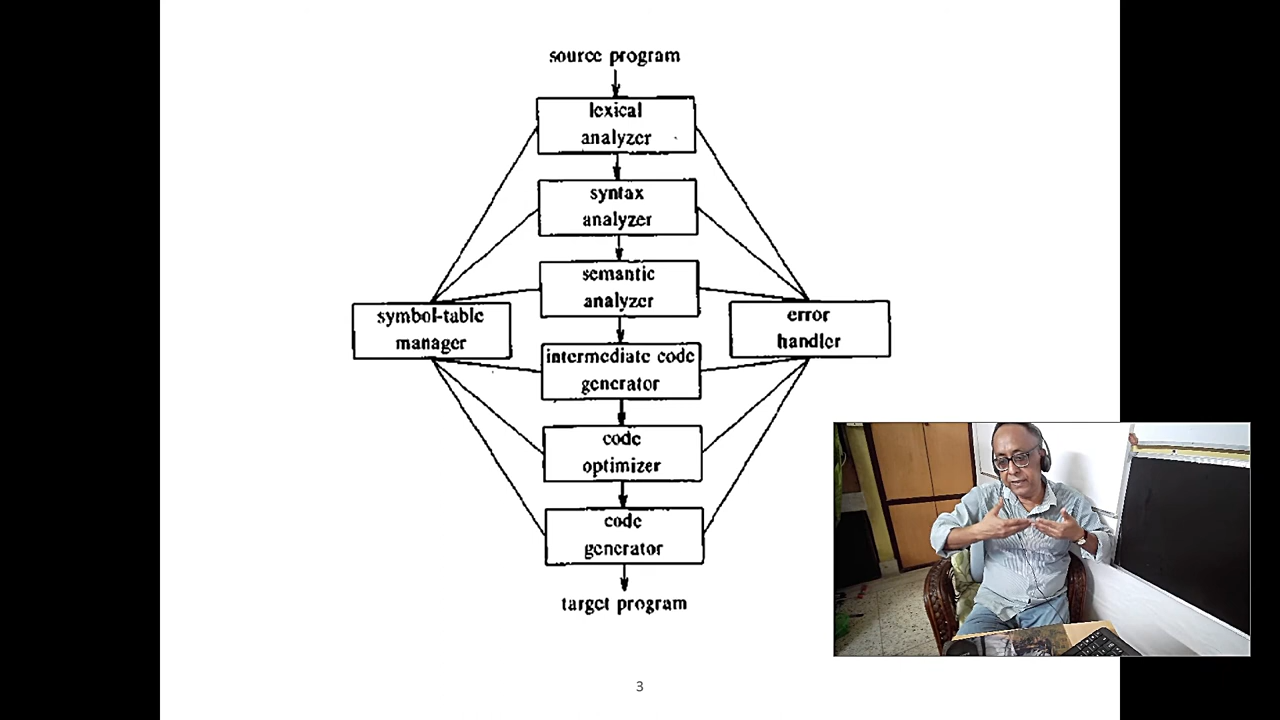 source program
lexical
analyzer
syntax
analyzer
semantic
analyzer
symbol-table
manager
error
handler
intermediate code
generator
code
optimizer
code
generator
target program
3